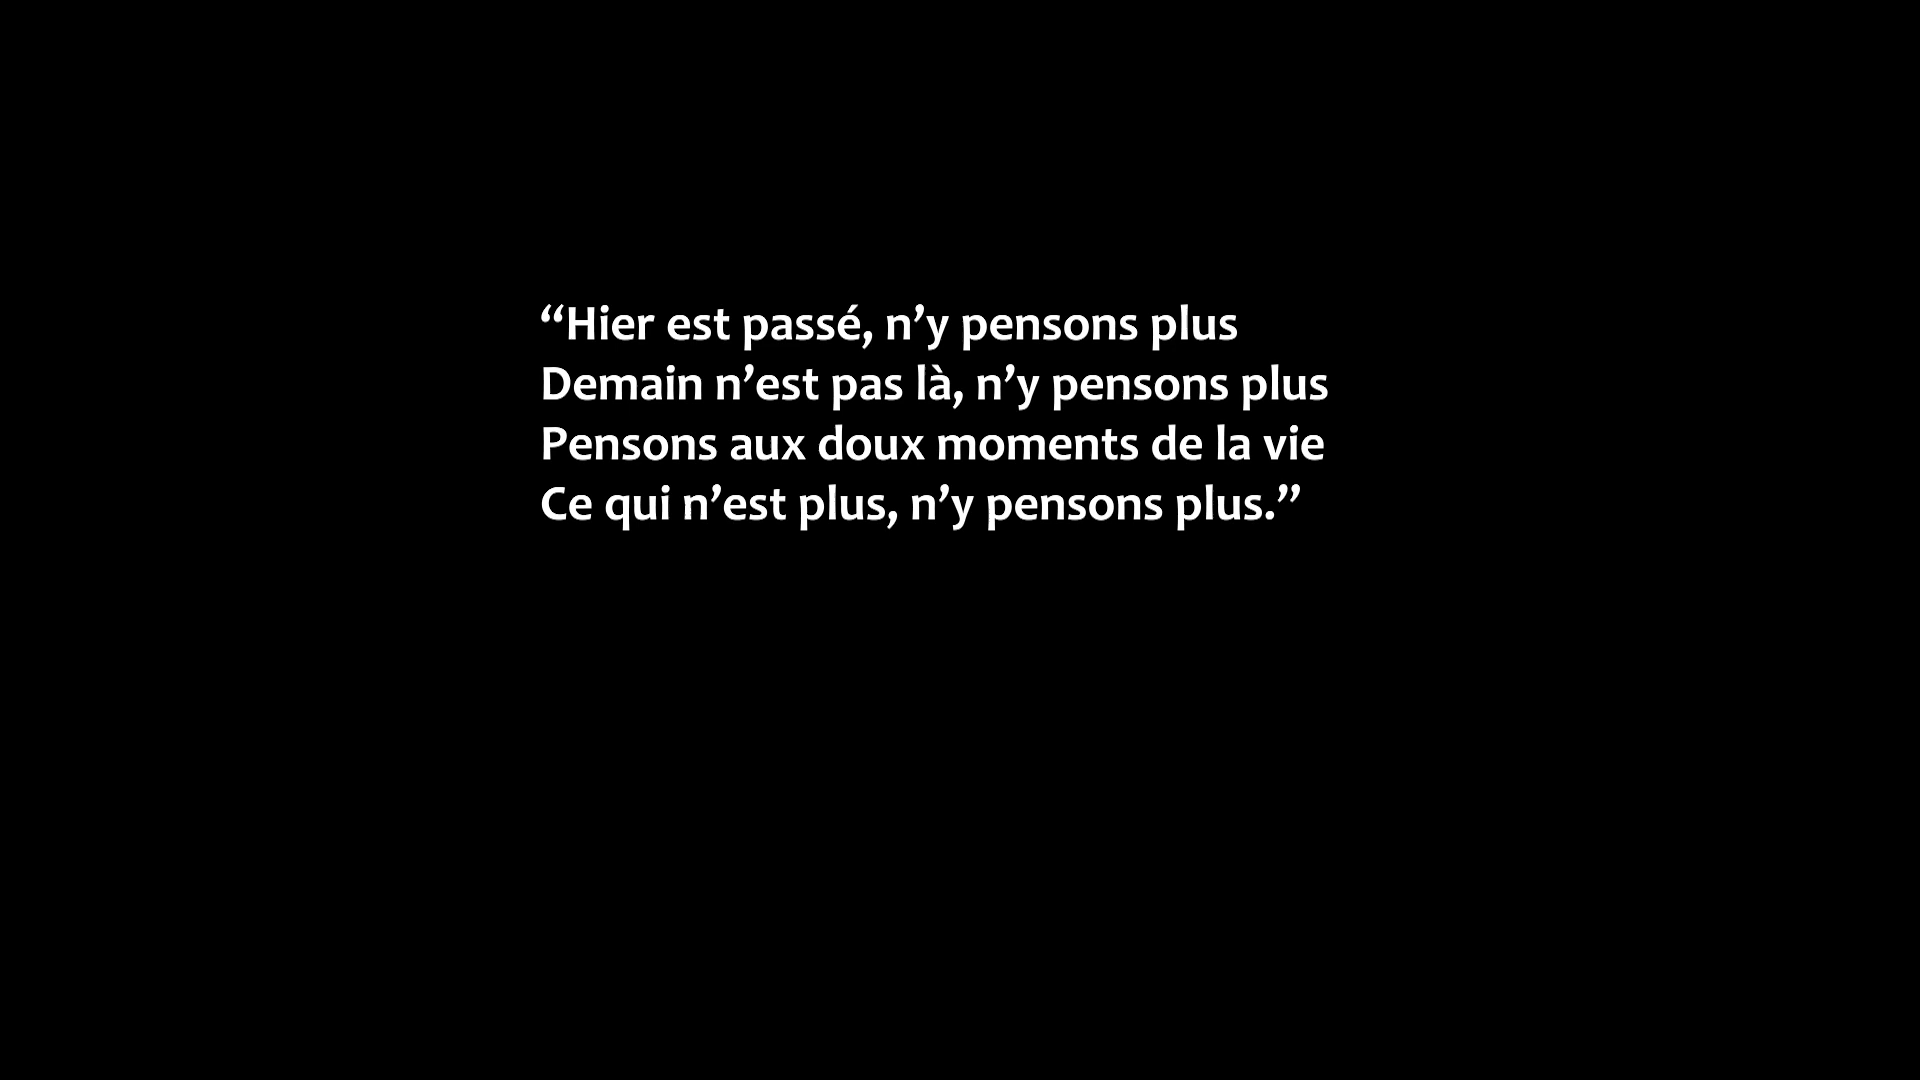 “Hier est passé, n’y pensons plus
Demain n’est pas là, n’y pensons plus
Pensons aux doux moments de la vie
Ce qui n’est plus, n’y pensons plus.”